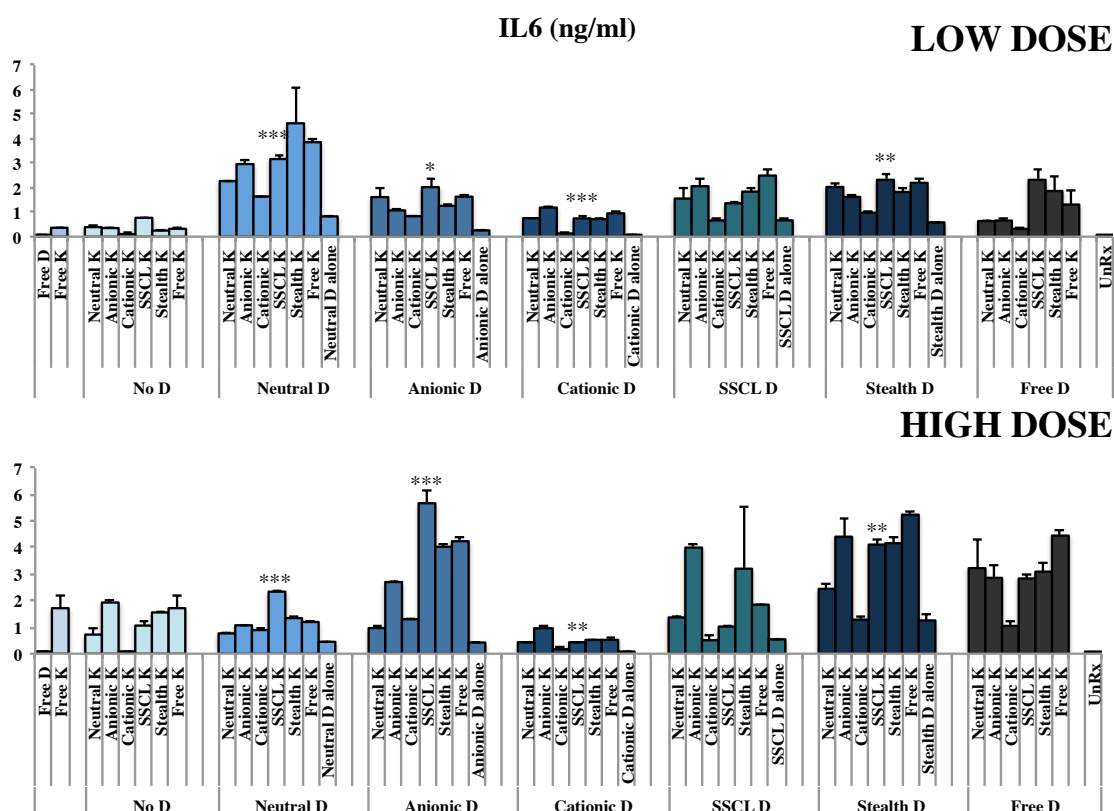 IL6 (ng/ml)
LOW DOSE
7
6
5
4
3
2
1
0
***
*
***
**
Free D
Free K
Neutral K
Anionic K
Cationic K
SSCL K
Stealth K
Free K
Neutral K
Anionic K
Cationic K
SSCL K
Stealth K
Free K
Neutral D alone
Neutral K
Anionic K
Cationic K
SSCL K
Stealth K
Free K
Anionic D alone
Neutral K
Anionic K
Cationic K
SSCL K
Stealth K
Free K
Cationic D alone
Neutral K
Anionic K
Cationic K
SSCL K
Stealth K
Free K
SSCL D alone
Neutral K
Anionic K
Cationic K
SSCL K
Stealth K
Free K
Stealth D alone
Neutral K
Anionic K
Cationic K
SSCL K
Stealth K
Free K
UnRx
No D Neutral D Anionic D Cationic D SSCL D Stealth D Free D
HIGH DOSE
7
6
5
4
3
2
1
0
***
***
**
**
Free D
Free K
Neutral K
Anionic K
Cationic K
SSCL K
Stealth K
Free K
Neutral K
Anionic K
Cationic K
SSCL K
Stealth K
Free K
Neutral D alone
Neutral K
Anionic K
Cationic K
SSCL K
Stealth K
Free K
Anionic D alone
Neutral K
Anionic K
Cationic K
SSCL K
Stealth K
Free K
Cationic D alone
Neutral K
Anionic K
Cationic K
SSCL K
Stealth K
Free K
SSCL D alone
Neutral K
Anionic K
Cationic K
SSCL K
Stealth K
Free K
Stealth D Unalone
Neutral K
Anionic K
Cationic K
SSCL K
Stealth K
Free K
UnRx
No D Neutral D Anionic D Cationic D SSCL D Stealth D Free D